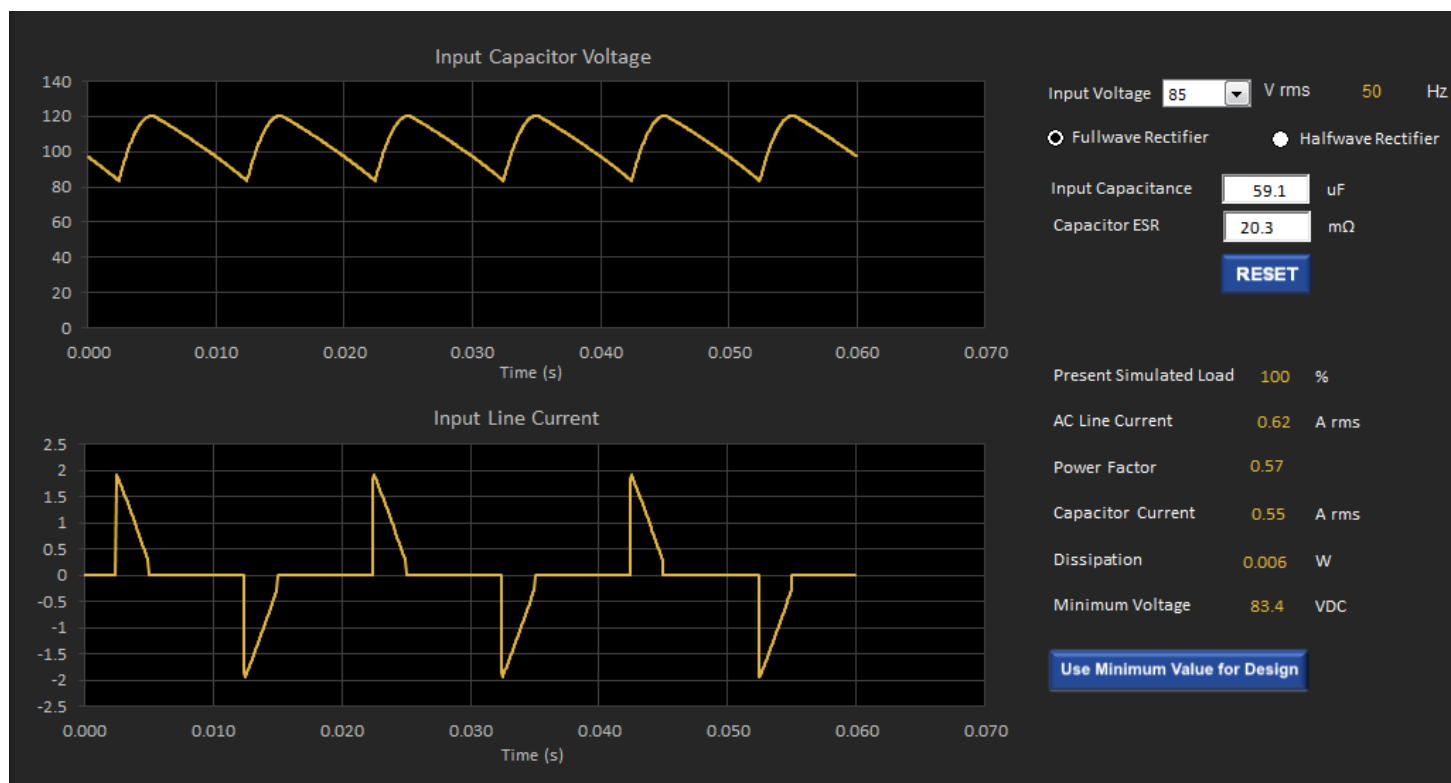 Input Capacitor Voltage
140
120
100
80
60
40
20
0
0.000 0.010 0.020 0.030 0.040 0.050 0.060 0.070
Time (s)
Input Line Current
2.5
2
1.5
1
0.5
0
-0.5
-1
-1.5
-2
-2.5
0.000 0.010 0.020 0.030 0.040 0.050 0.060 0.070
Time (s)
Input Voltage 85 V rms 50 Hz
Fullwave Rectifier Halfwave Rectifier
Input Capacitance 59.1 uF
Capacitor ESR 20.3 mΩ
RESET
Present Simulated Load 100 %
AC Line Current 0.62 A rms
Power Factor 0.57
Capacitor Current 0.55 A rms
Dissipation 0.006 W
Minimum Voltage 83.4 VDC
Use Minimum Value for Design